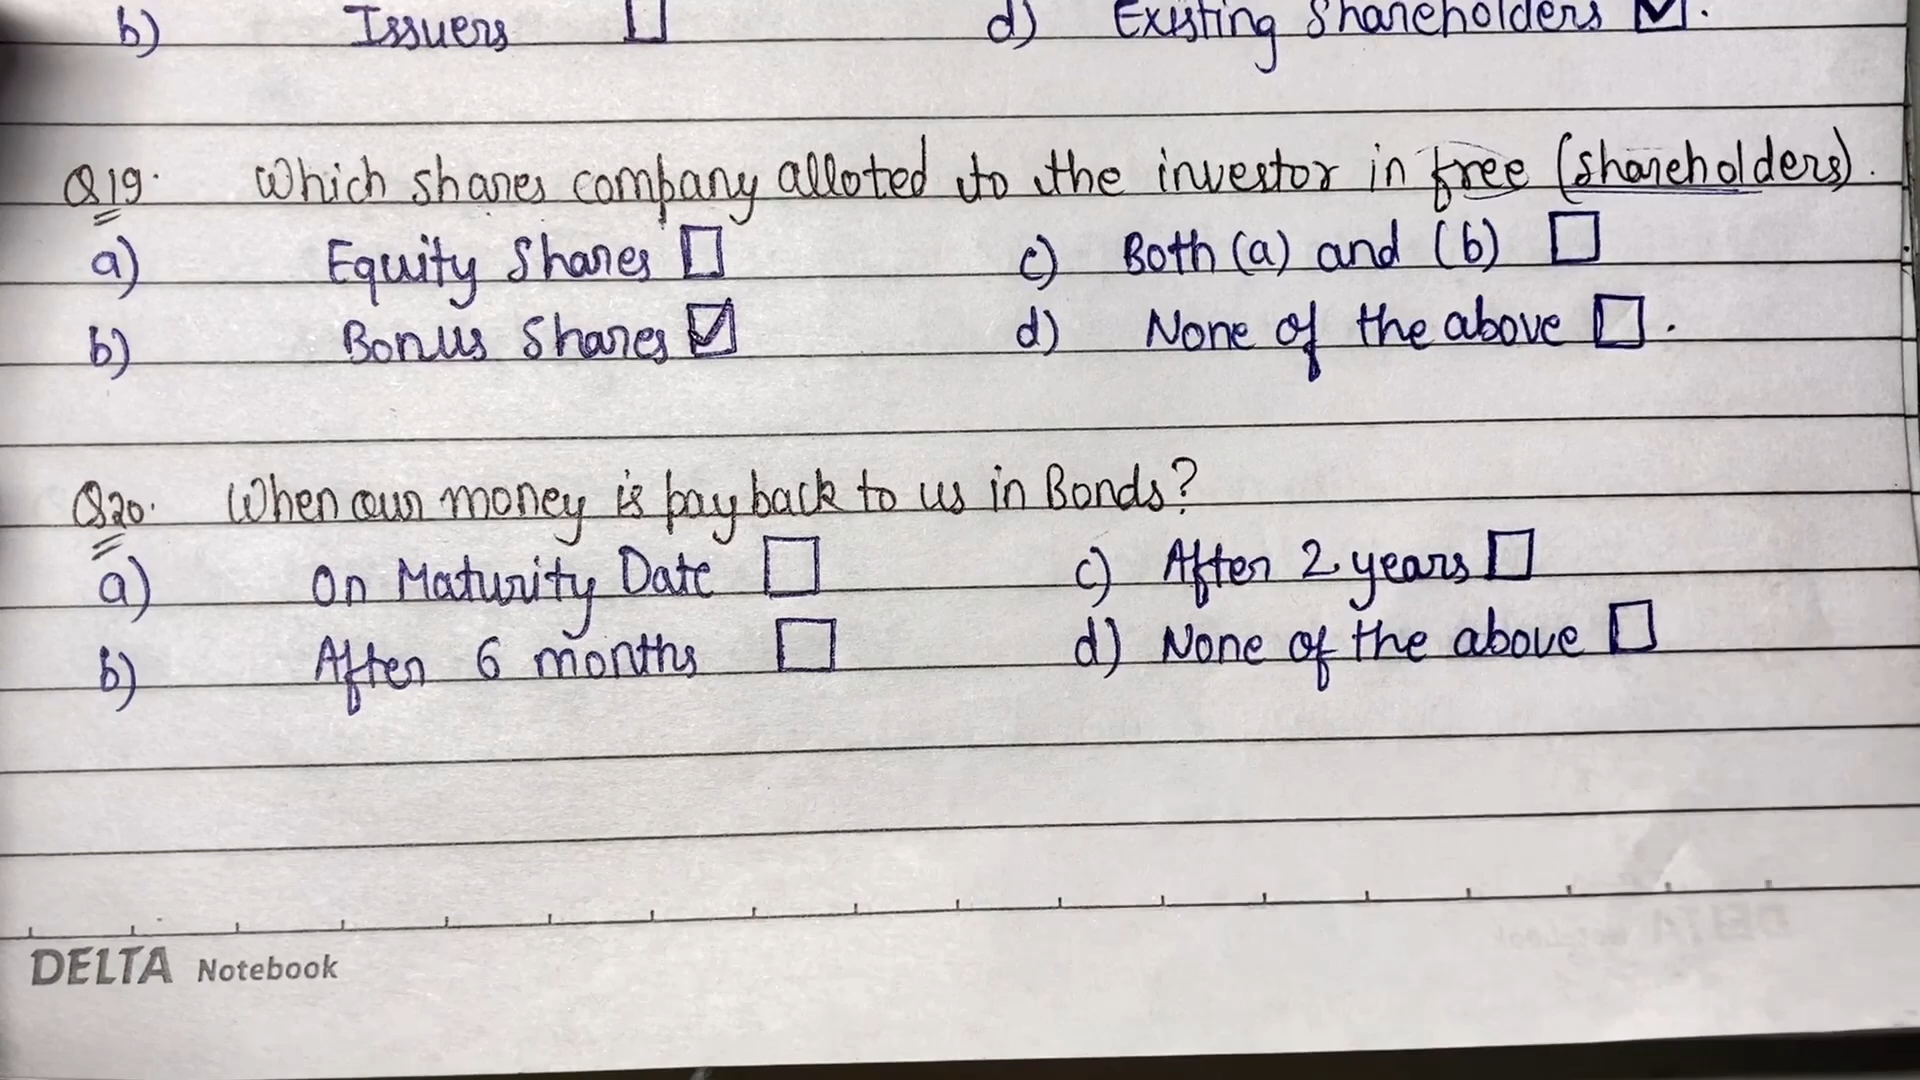 b) Issuers ☐ d) Existing Shareholders ☑.
Q19. Which shares company alloted to the investor in free (shareholders).
a) Equity Shares ☐ c) Both (a) and (b) ☐
b) Bonus Shares ☑ d) None of the above ☐.
Q20. When our money is pay back to us in Bonds?
a) On Maturity Date ☐ c) After 2 years ☐
b) After 6 months ☐ d) None of the above ☐
DELTA Notebook